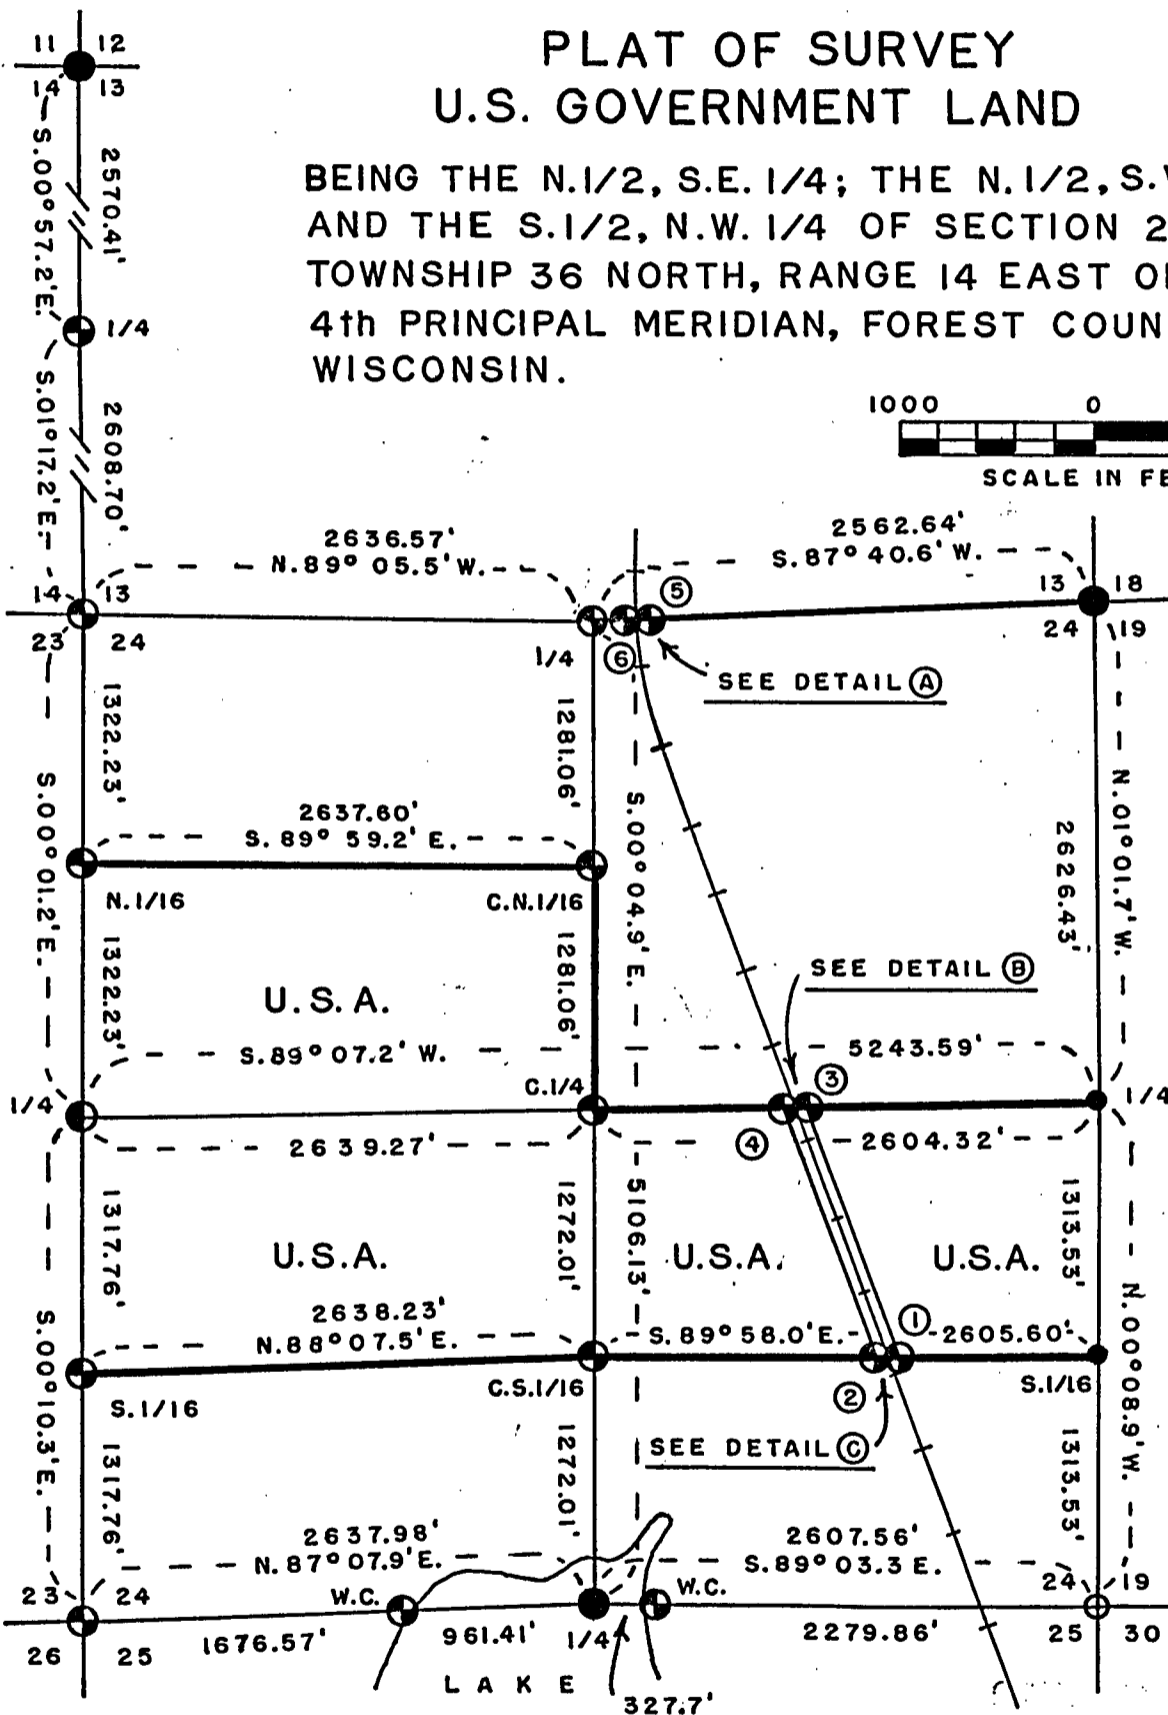 PLAT OF SURVEY
U.S. GOVERNMENT LAND
BEING THE N.1/2, S.E. 1/4; THE N.1/2, S.
AND THE S.1/2, N.W. 1/4 OF SECTION 2
TOWNSHIP 36 NORTH, RANGE 14 EAST O
4th PRINCIPAL MERIDIAN, FOREST COUN
WISCONSIN.
1000 0
SCALE IN FE
11 12
14 13
S.00° 57.2'E.
2570.41'
1/4
S.01° 17.2'E.
2608.70'
2636.57'
N.89° 05.5' W.
2562.64'
S.87° 40.6' W.
14 13
23 24
13 18
24 19
1/4
5
6
SEE DETAIL A
1322.23'
1281.06'
S.00° 01.2'E.
S.00° 04.9'E.
N.01° 01.7'W.
2626.43'
2637.60'
S. 89° 59.2' E.
N.1/16
C.N.1/16
1322.23'
1281.06'
U.S.A.
SEE DETAIL B
S.89° 07.2' W.
5243.59'
1/4
C.1/4
3
1/4
2639.27'
4
2604.32'
1317.76'
1272.01'
5106.13'
1313.53'
U.S.A.
U.S.A.
U.S.A.
2638.23'
N.88° 07.5' E.
S.89° 58.0'E.
1
2605.60'
S.1/16
C.S.1/16
2
S.1/16
S.00° 10.3'E.
N.00° 08.9'W.
SEE DETAIL C
1317.76'
1272.01'
1313.53'
2637.98'
N. 87° 07.9' E.
2607.56'
S.89° 03.3 E.
23 24
W.C.
W.C.
24 19
26 25
1676.57'
961.41'
1/4
2279.86'
25 30
LAKE
327.7'